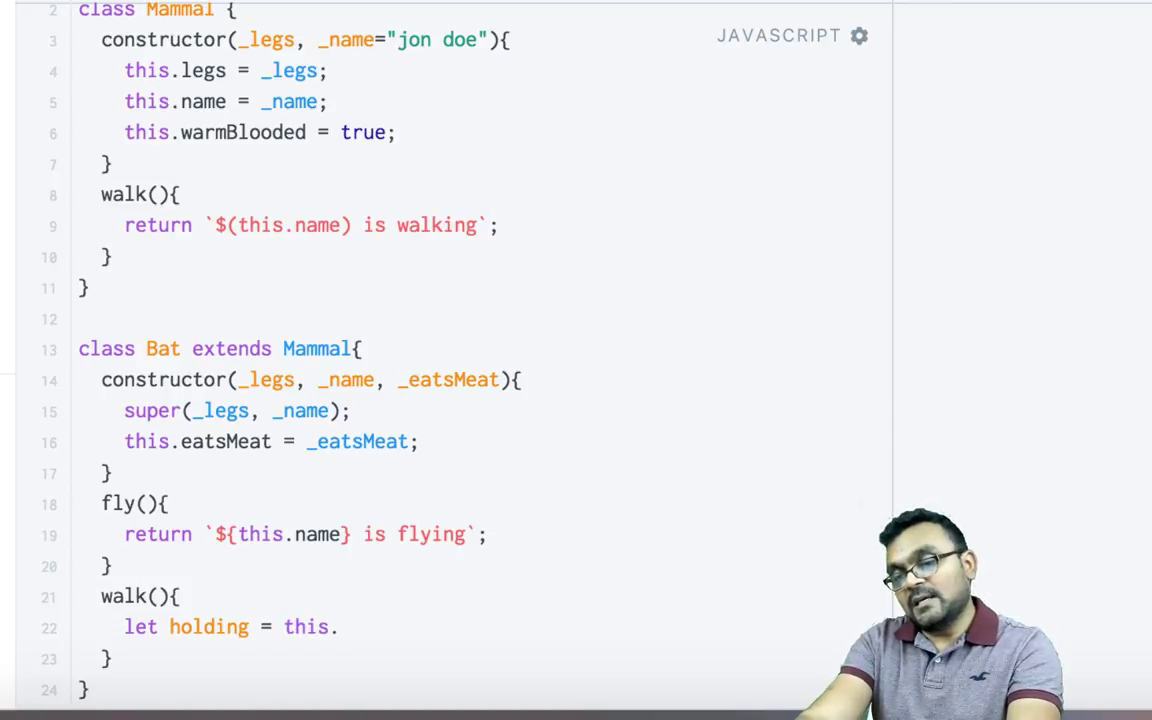 2 class Mammal {
JAVASCRIPT
3 constructor(_legs, _name="jon doe"){
4 this.legs = _legs;
5 this.name = _name;
6 this.warmBlooded = true;
7 }
8 walk(){
9 return `$(this.name) is walking`;
10 }
11 }
12
13 class Bat extends Mammal{
14 constructor(_legs, _name, _eatsMeat){
15 super(_legs, _name);
16 this.eatsMeat = _eatsMeat;
17 }
18 fly(){
19 return `${this.name} is flying`;
20 }
21 walk(){
22 let holding = this.
23 }
24 }